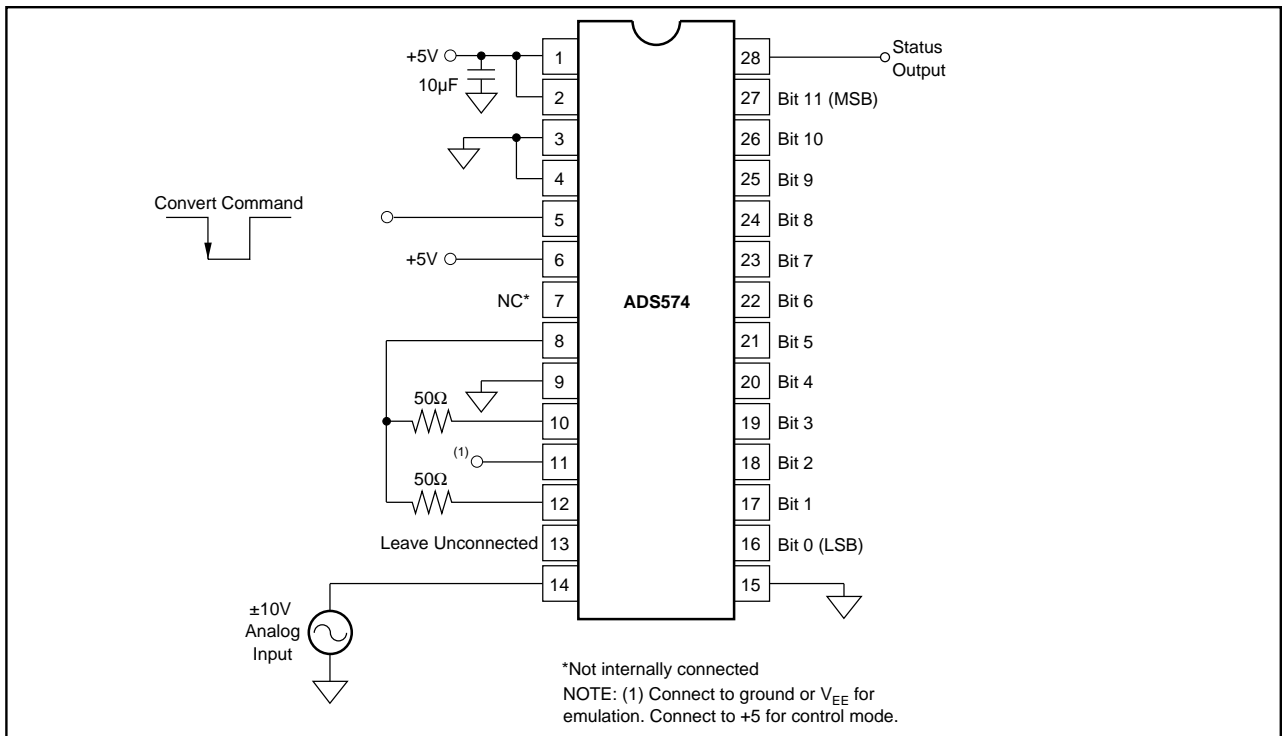 +5V
10µF
1
2
3
4
Convert Command
5
+5V
6
NC*
7
8
9
50Ω
10
(1)
11
50Ω
12
Leave Unconnected
13
14
±10V
Analog
Input
ADS574
28
Status
Output
27
Bit 11 (MSB)
26
Bit 10
25
Bit 9
24
Bit 8
23
Bit 7
22
Bit 6
21
Bit 5
20
Bit 4
19
Bit 3
18
Bit 2
17
Bit 1
16
Bit 0 (LSB)
15
*Not internally connected
NOTE: (1) Connect to ground or VEE for
emulation. Connect to +5 for control mode.